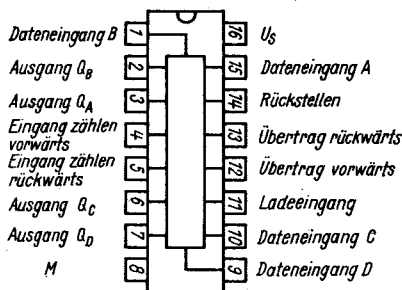 Dateneingang B 1
Ausgang Q_B 2
Ausgang Q_A 3
Eingang zählen
vorwärts 4
Eingang zählen
rückwärts 5
Ausgang Q_C 6
Ausgang Q_D 7
M 8
16 U_S
15 Dateneingang A
14 Rückstellen
13 Übertrag rückwärts
12 Übertrag vorwärts
11 Ladeeingang
10 Dateneingang C
9 Dateneingang D